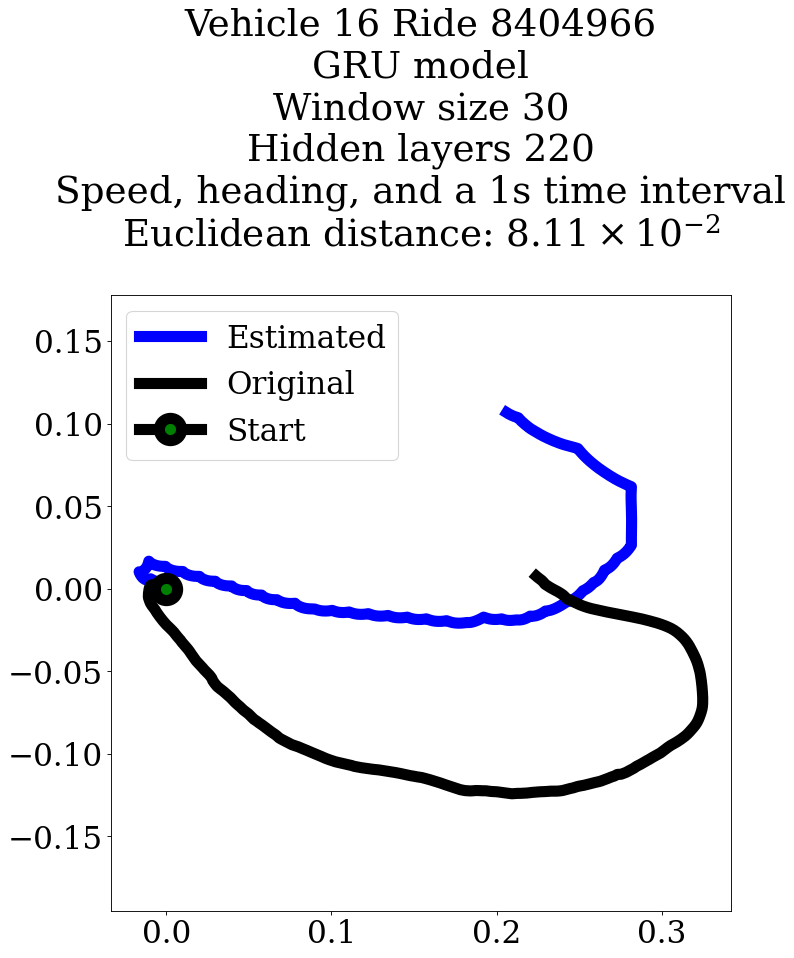 Vehicle 16 Ride 8404966
GRU model
Window size 30
Hidden layers 220
Speed, heading, and a 1s time interval
Euclidean distance: 8.11 × 10⁻²
Estimated
Original
Start
0.15
0.10
0.05
0.00
−0.05
−0.10
−0.15
0.0 0.1 0.2 0.3